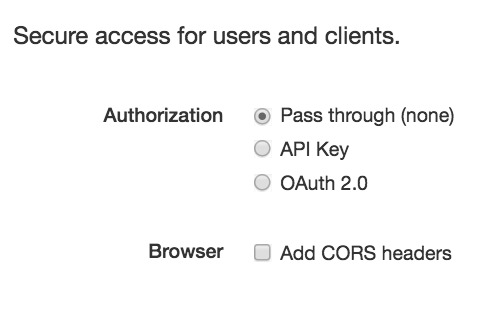 Secure access for users and clients.
Authorization Pass through (none)
API Key
OAuth 2.0
Browser Add CORS headers